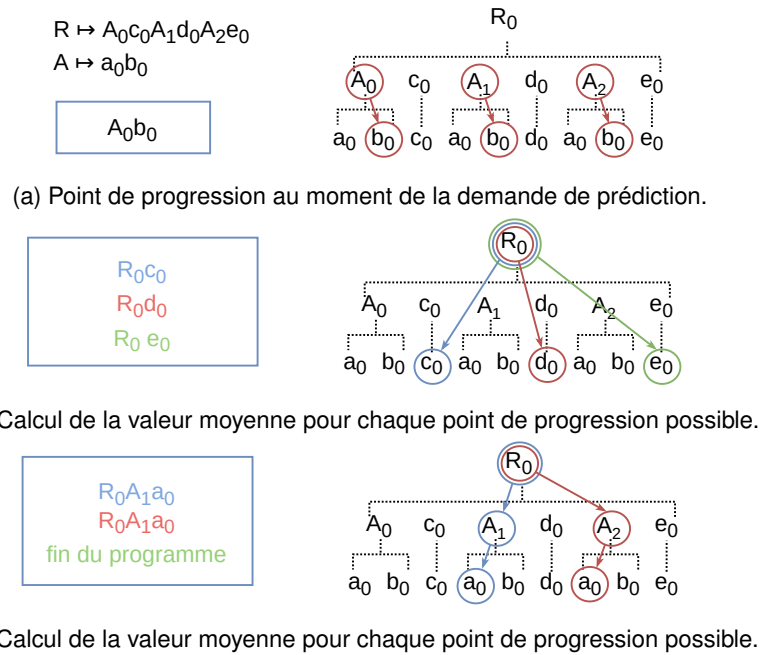 R ↦ A₀c₀A₁d₀A₂e₀
A ↦ a₀b₀
A₀b₀
R₀
A₀ c₀ A₁ d₀ A₂ e₀
a₀ b₀ c₀ a₀ b₀ d₀ a₀ b₀ e₀
(a) Point de progression au moment de la demande de prédiction.
R₀c₀
R₀d₀
R₀ e₀
R₀
A₀ c₀ A₁ d₀ A₂ e₀
a₀ b₀ c₀ a₀ b₀ d₀ a₀ b₀ e₀
Calcul de la valeur moyenne pour chaque point de progression possible.
R₀A₁a₀
R₀A₁a₀
fin du programme
R₀
A₀ c₀ A₁ d₀ A₂ e₀
a₀ b₀ c₀ a₀ b₀ d₀ a₀ b₀ e₀
Calcul de la valeur moyenne pour chaque point de progression possible.